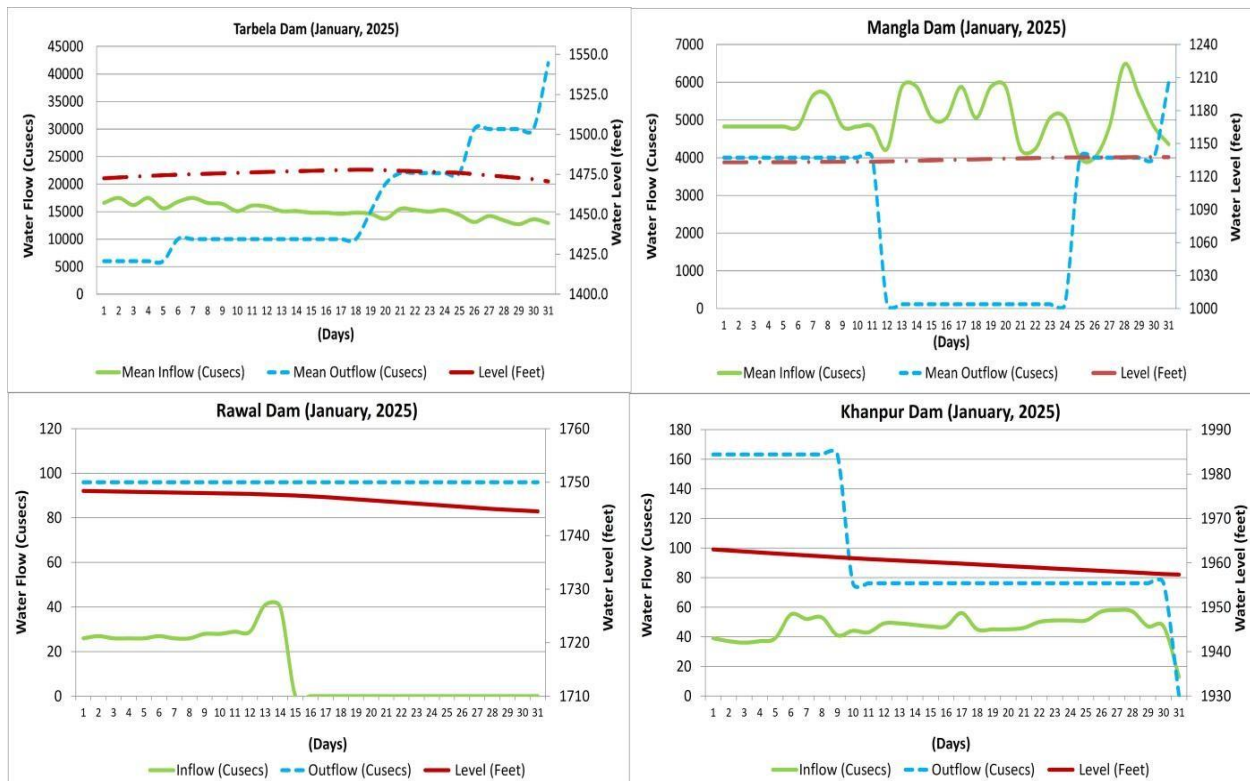 Tarbela Dam (January, 2025)
Water Flow (Cusecs)
45000
40000
35000
30000
25000
20000
15000
10000
5000
0
1550.0
1525.0
1500.0
1475.0
1450.0
1425.0
1400.0
Water Level (feet)
1 2 3 4 5 6 7 8 9 10 11 12 13 14 15 16 17 18 19 20 21 22 23 24 25 26 27 28 29 30 31
(Days)
Mean Inflow (Cusecs) Mean Outflow (Cusecs) Level (Feet)
Mangla Dam (January, 2025)
Water Flow (Cusecs)
7000
6000
5000
4000
3000
2000
1000
0
1240
1210
1180
1150
1120
1090
1060
1030
1000
Water Level (feet)
1 2 3 4 5 6 7 8 9 10 11 12 13 14 15 16 17 18 19 20 21 22 23 24 25 26 27 28 29 30 31
(Days)
Mean Inflow (Cusecs) Mean Outflow (Cusecs) Level (Feet)
Rawal Dam (January, 2025)
Water Flow (Cusecs)
120
100
80
60
40
20
0
1760
1750
1740
1730
1720
1710
Water Level (feet)
1 2 3 4 5 6 7 8 9 10 11 12 13 14 15 16 17 18 19 20 21 22 23 24 25 26 27 28 29 30 31
(Days)
Inflow (Cusecs) Outflow (Cusecs) Level (Feet)
Khanpur Dam (January, 2025)
Water Flow (Cusecs)
180
160
140
120
100
80
60
40
20
0
1990
1980
1970
1960
1950
1940
1930
Water Level (feet)
1 2 3 4 5 6 7 8 9 10 11 12 13 14 15 16 17 18 19 20 21 22 23 24 25 26 27 28 29 30 31
(Days)
Inflow (Cusecs) Outflow (Cusecs) Level (Feet)